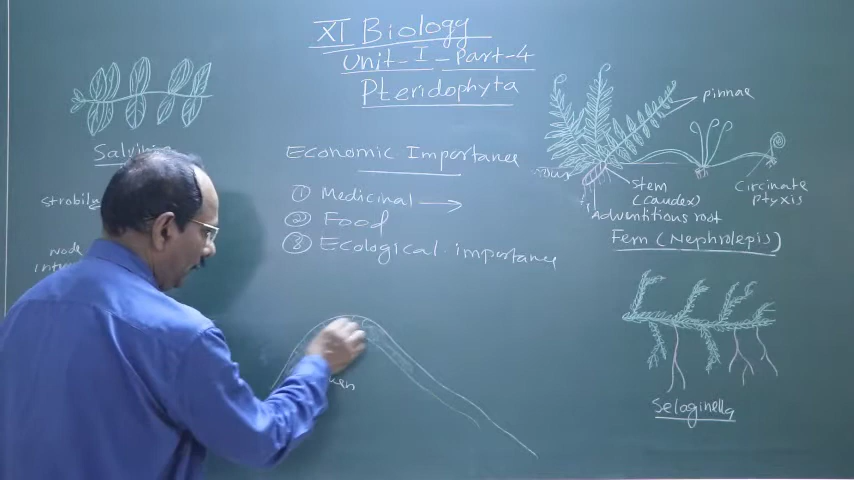 XI Biology
Unit-I-Part-4
Pteridophyta
Economic Importance
① Medicinal →
② Food
③ Ecological importance
Strobilu
node
pinnae
stem
(caudex)
Adventitious root
Circinate
ptyxis
Fern (Nephrolepis)
Selaginella